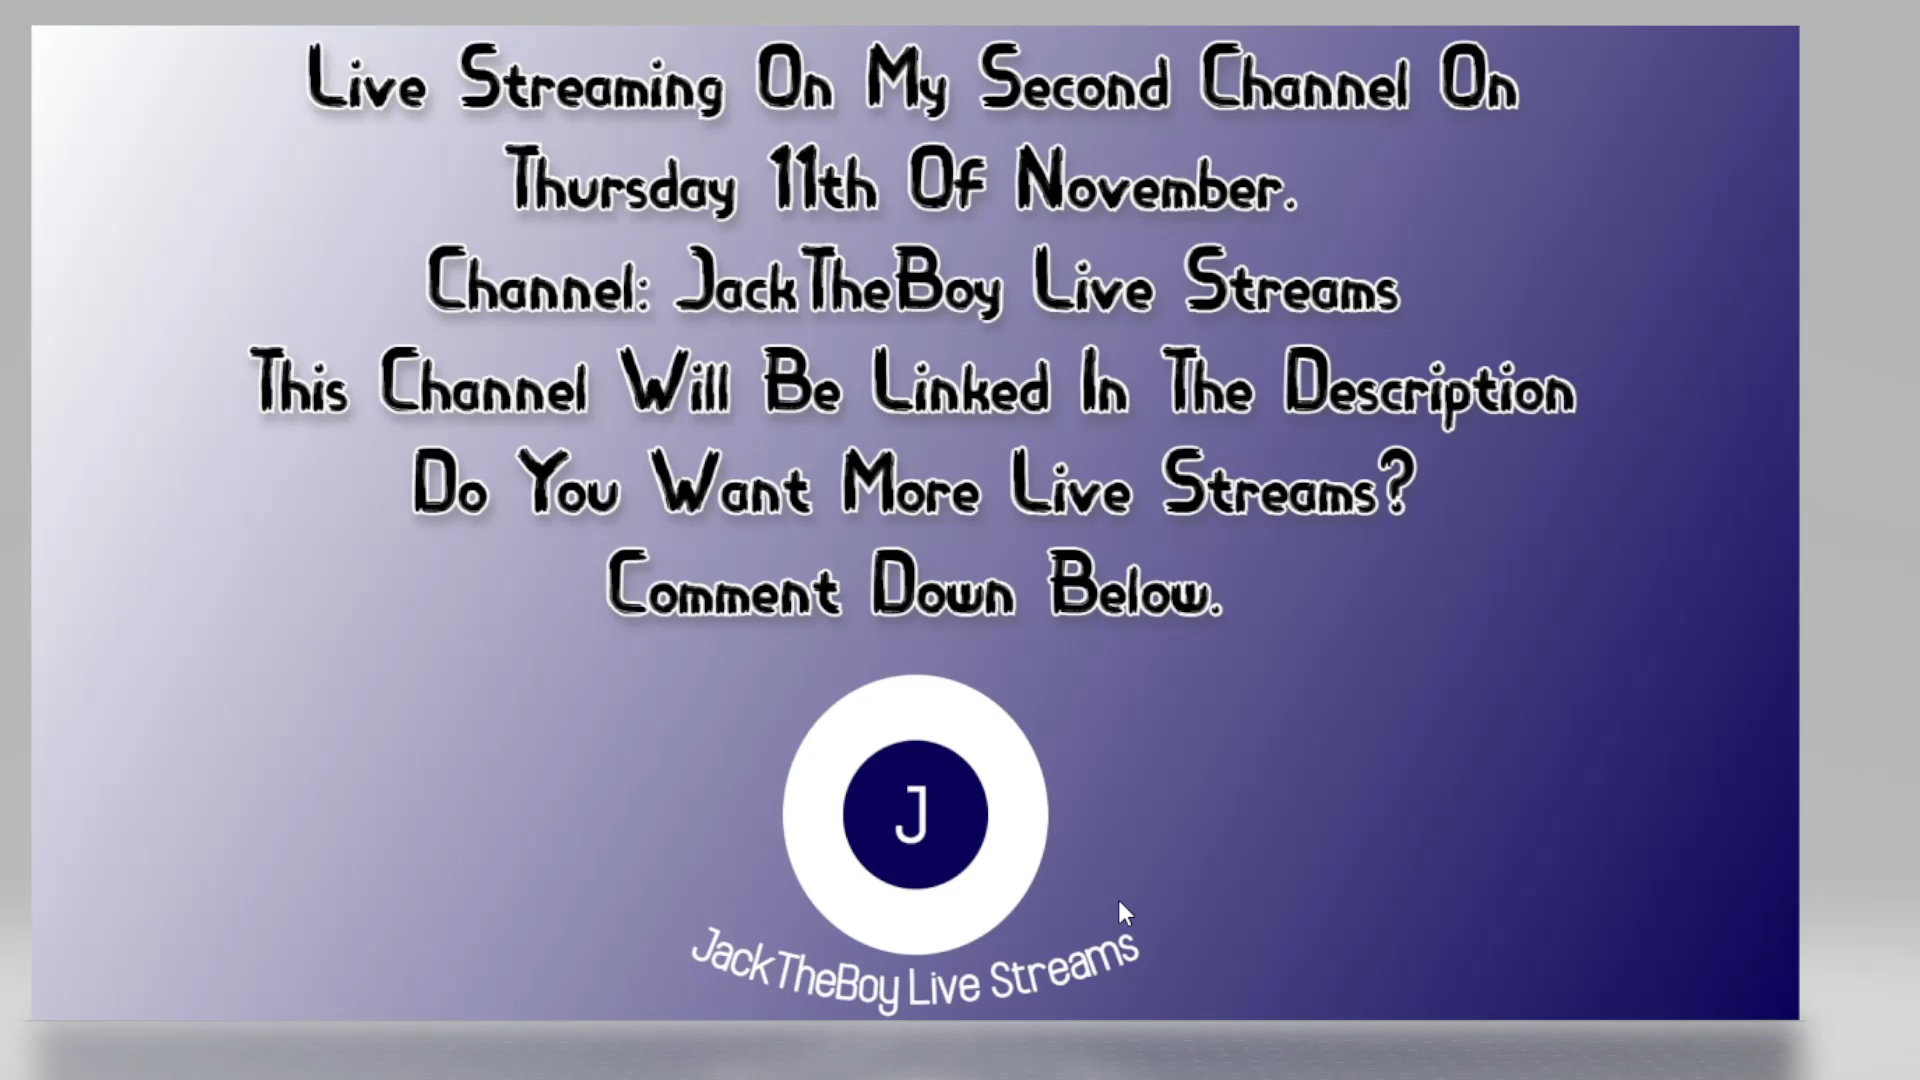 Live Streaming On My Second Channel On
Thursday 11th Of November.
Channel: JackTheBoy Live Streams
This Channel Will Be Linked In The Description
Do You Want More Live Streams?
Comment Down Below.
J
JackTheBoy Live Streams